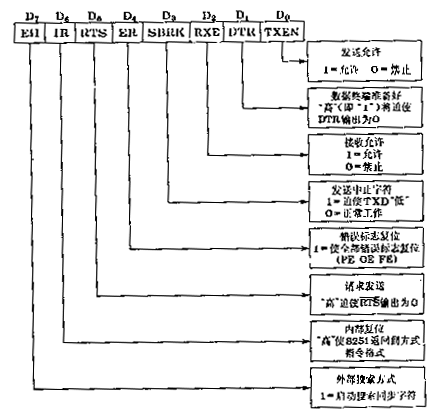 D7 D6 D5 D4 D3 D2 D1 D0
EH IR RTS ER SBRK RXE DTR TXEN
发送允许
1=允许 0=禁止
数据终端准备好
"高"(即"1")将迫使
DTR输出为0
接收允许
1=允许
0=禁止
发送中止字符
1=迫使TXD"低"
0=正常工作
错误标志复位
1=使全部错误标志复位
(PE OE FE)
请求发送
"高"迫使RTS输出为0
内部复位
"高"使8251返回到方式
指令格式
外部搜索方式
1=启动搜索同步字符